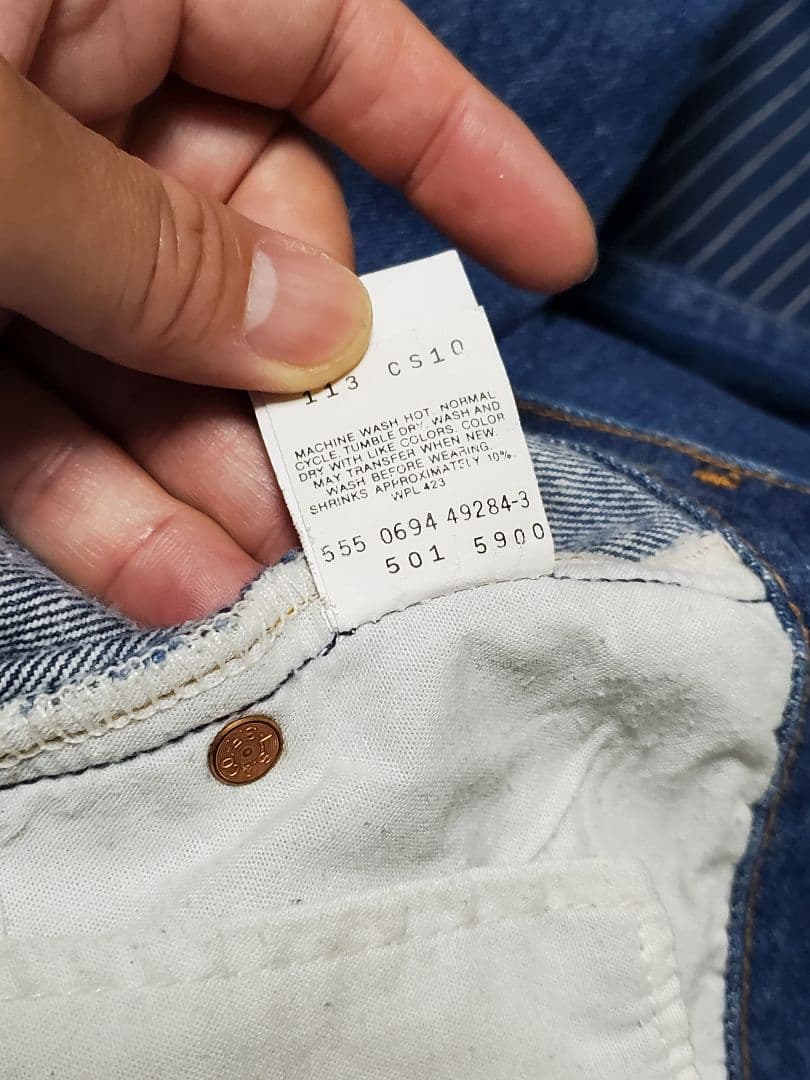 113 CS10
MACHINE WASH HOT, NORMAL
CYCLE. TUMBLE DRY. WASH AND
DRY WITH LIKE COLORS. COLOR
MAY TRANSFER WHEN NEW.
WASH BEFORE WEARING.
SHRINKS APPROXIMATELY 10%.
WPL 423
555 0694 49284-3
501 5900